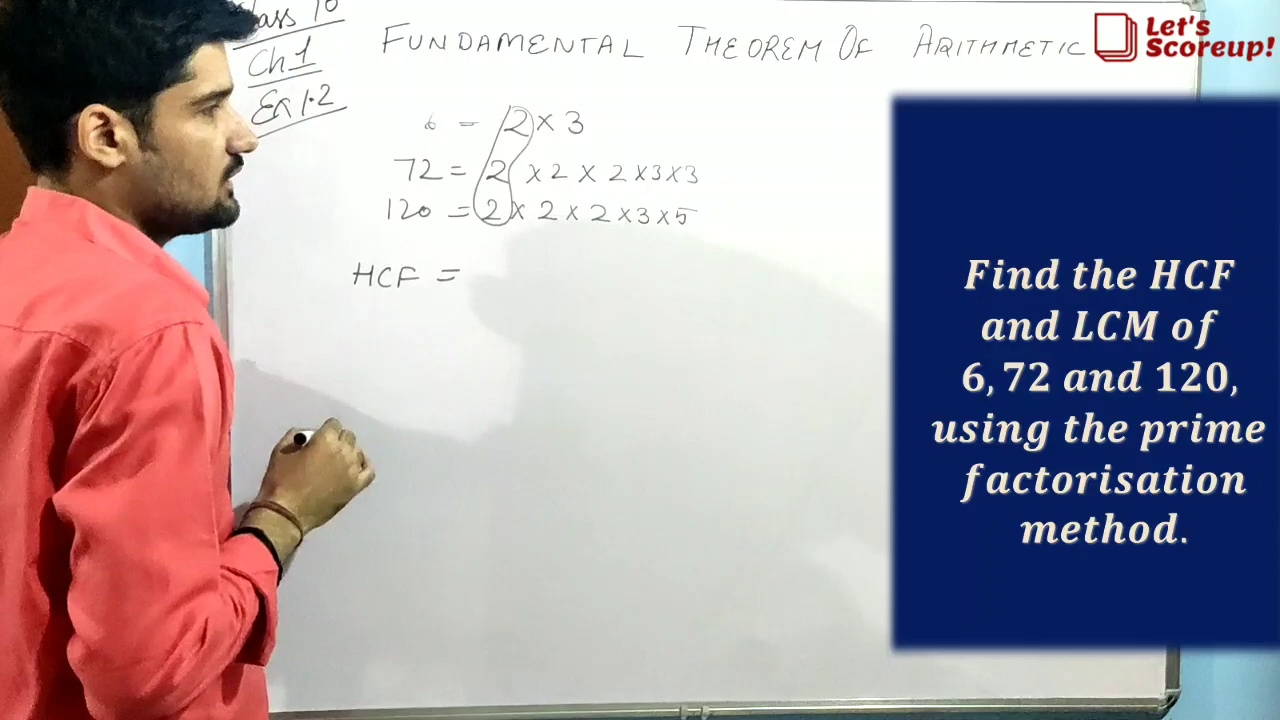 Class 10
Ch 1
Ex 1.2
FUNDAMENTAL THEOREM OF ARITHMETIC
Let's
Scoreup!
6 = 2 × 3
72 = 2 × 2 × 2 × 3 × 3
120 = 2 × 2 × 2 × 3 × 5
HCF =
Find the HCF
and LCM of
6, 72 and 120,
using the prime
factorisation
method.